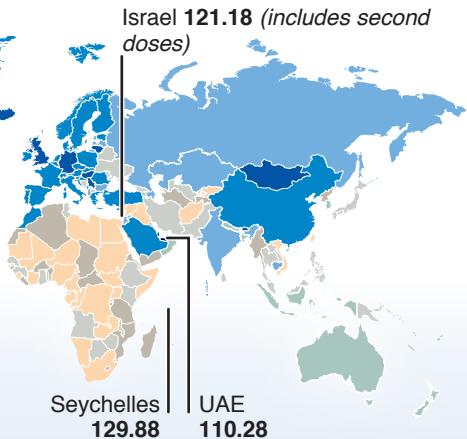 Israel 121.18 (includes second
doses)
Seychelles
129.88
UAE
110.28